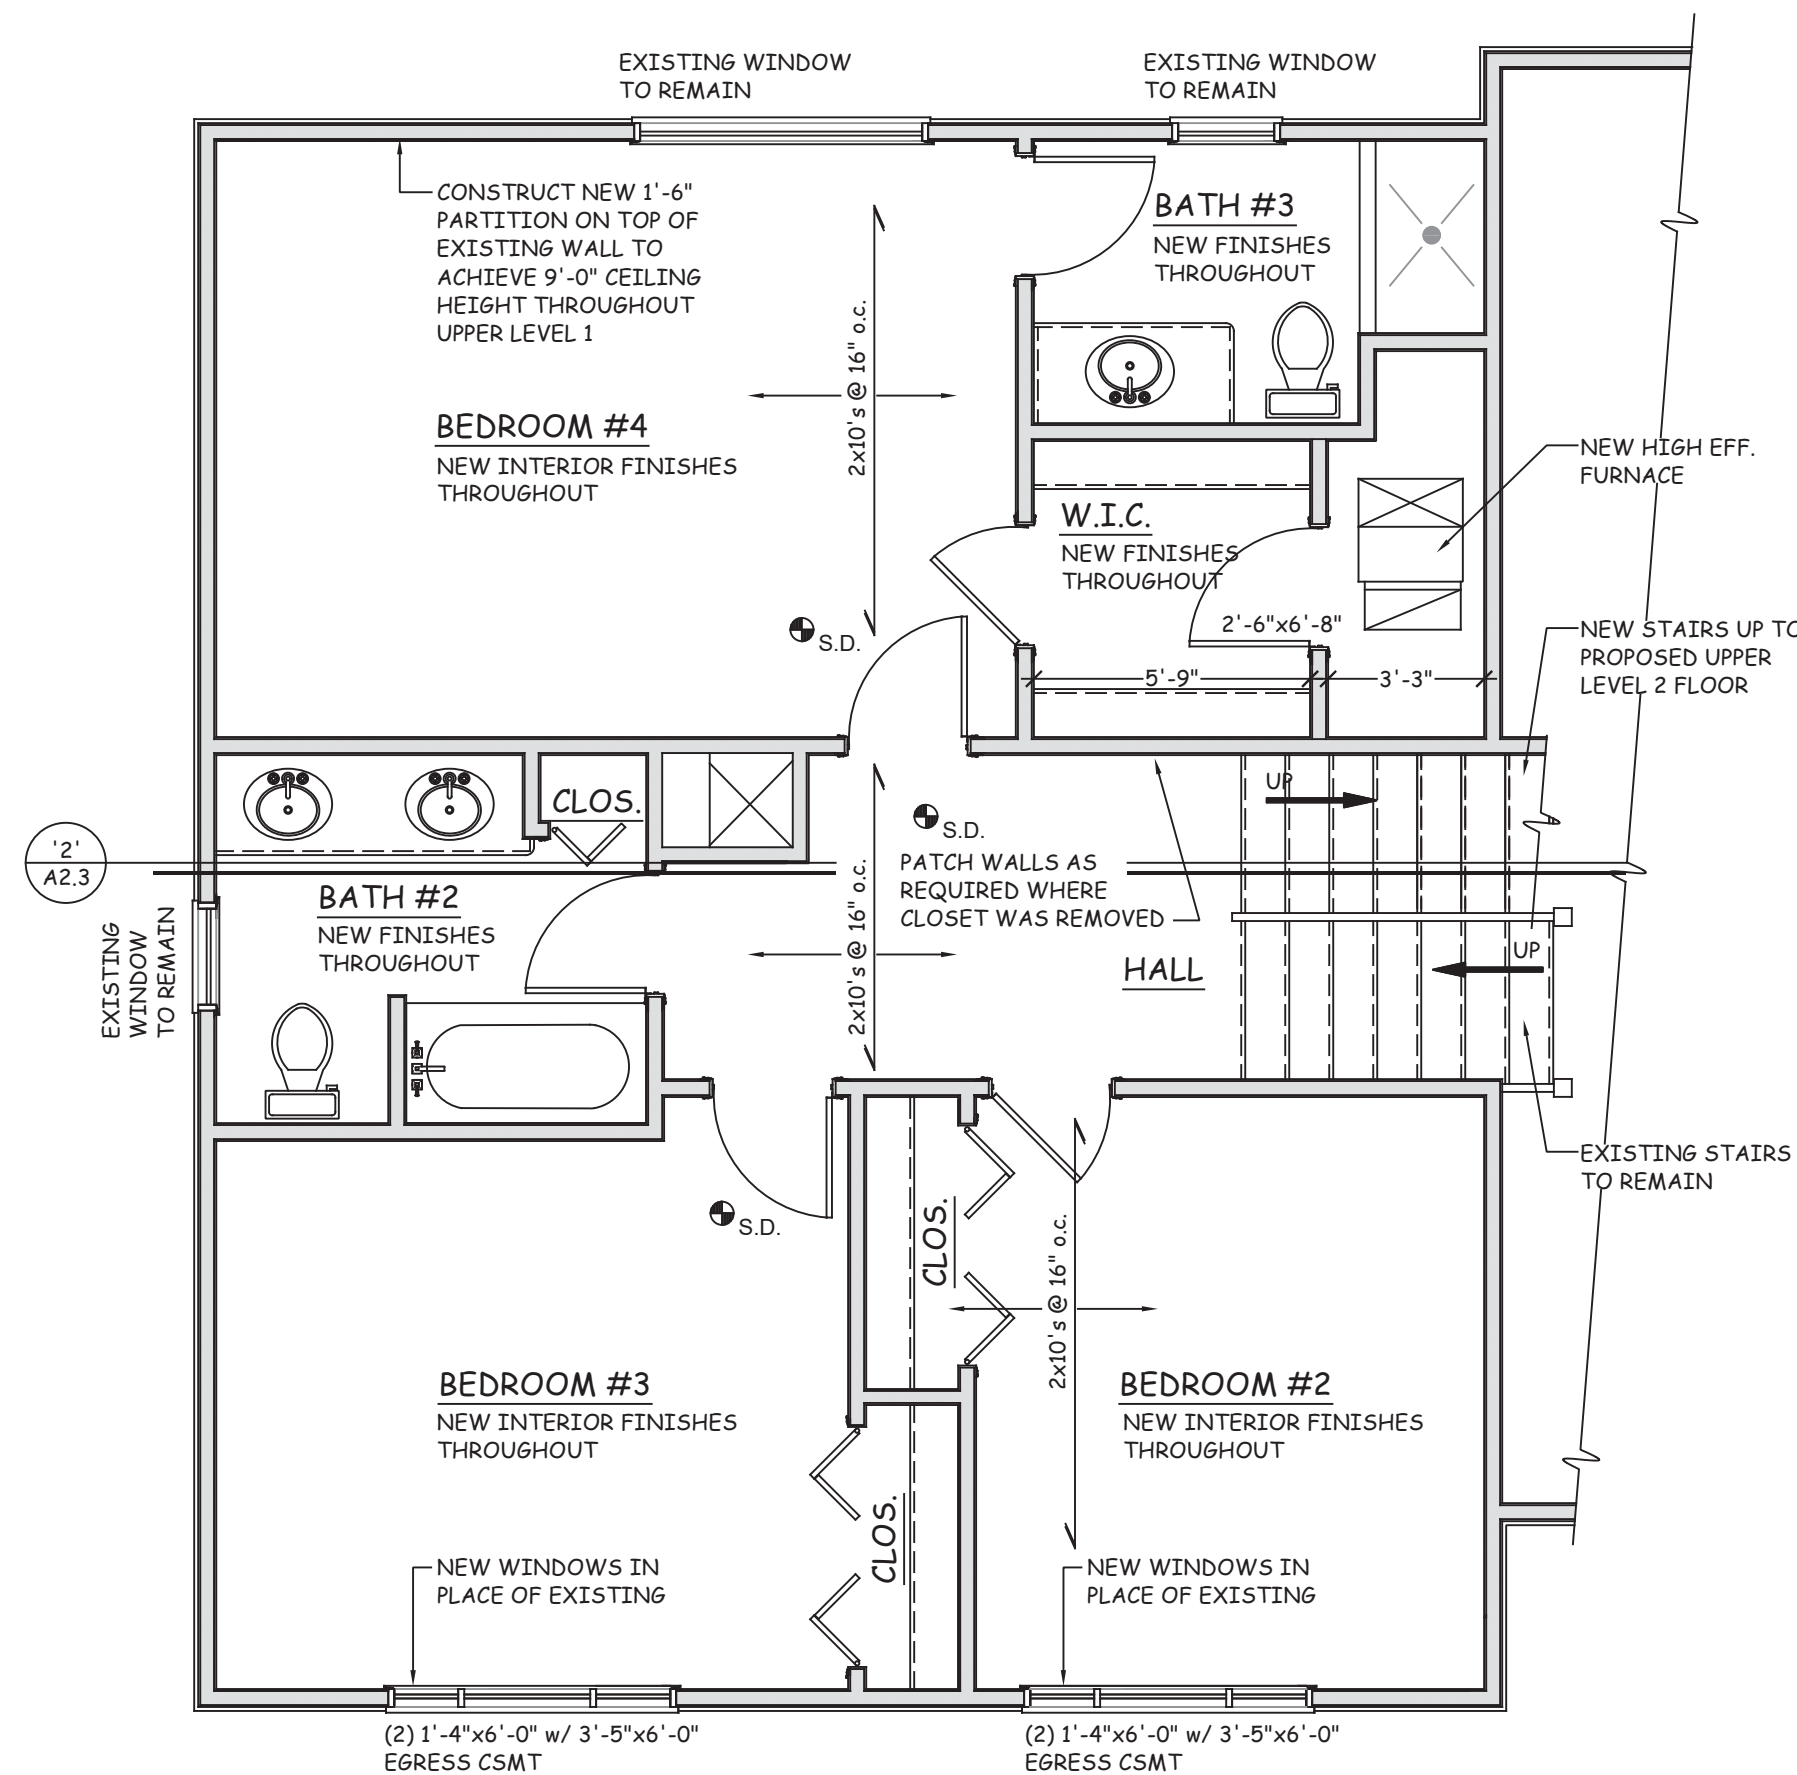 EXISTING WINDOW
TO REMAIN
EXISTING WINDOW
TO REMAIN
CONSTRUCT NEW 1'-6"
PARTITION ON TOP OF
EXISTING WALL TO
ACHIEVE 9'-0" CEILING
HEIGHT THROUGHOUT
UPPER LEVEL 1
BATH #3
NEW FINISHES
THROUGHOUT
2x10's @ 16" o.c.
BEDROOM #4
NEW INTERIOR FINISHES
THROUGHOUT
NEW HIGH EFF.
FURNACE
W.I.C.
NEW FINISHES
THROUGHOUT
2'-6"x6'-8"
S.D.
5'-9"
3'-3"
NEW STAIRS UP TO
PROPOSED UPPER
LEVEL 2 FLOOR
CLOS.
UP
S.D.
'2'
A2.3
PATCH WALLS AS
REQUIRED WHERE
CLOSET WAS REMOVED
BATH #2
NEW FINISHES
THROUGHOUT
EXISTING
WINDOW
TO REMAIN
2x10's @ 16" o.c.
HALL
UP
EXISTING STAIRS
TO REMAIN
S.D.
CLOS.
2x10's @ 16" o.c.
BEDROOM #3
NEW INTERIOR FINISHES
THROUGHOUT
BEDROOM #2
NEW INTERIOR FINISHES
THROUGHOUT
CLOS.
NEW WINDOWS IN
PLACE OF EXISTING
NEW WINDOWS IN
PLACE OF EXISTING
(2) 1'-4"x6'-0" w/ 3'-5"x6'-0"
EGRESS CSMT
(2) 1'-4"x6'-0" w/ 3'-5"x6'-0"
EGRESS CSMT